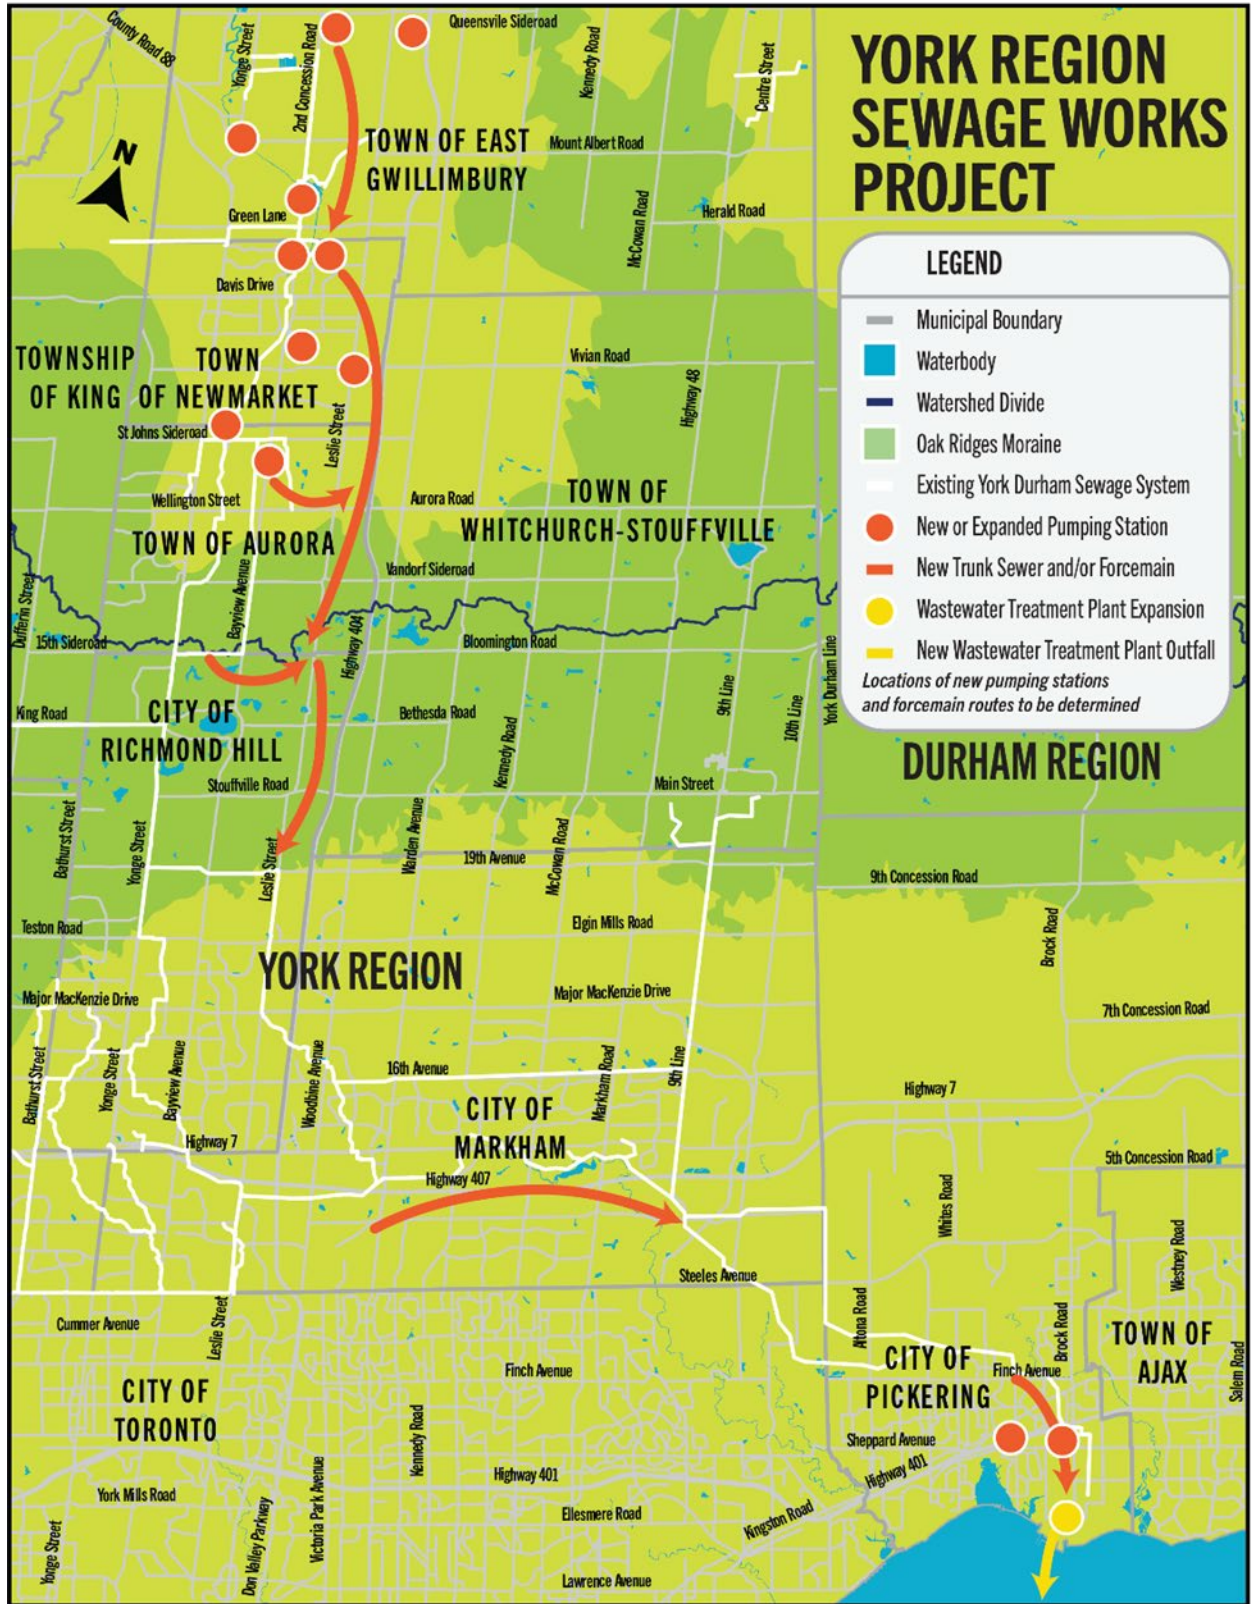 YORK REGION
SEWAGE WORKS
PROJECT
LEGEND
Municipal Boundary
Waterbody
Watershed Divide
Oak Ridges Moraine
Existing York Durham Sewage System
New or Expanded Pumping Station
New Trunk Sewer and/or Forcemain
Wastewater Treatment Plant Expansion
New Wastewater Treatment Plant Outfall
Locations of new pumping stations
and forcemain routes to be determined
County Road 88
Yonge Street
2nd Concession Road
Queensvile Sideroad
Kennedy Road
Centre Street
N
TOWN OF EAST
GWILLIMBURY
Mount Albert Road
Green Lane
McCowan Road
Herald Road
Davis Drive
TOWNSHIP
OF KING
TOWN
OF NEWMARKET
Vivian Road
St Johns Sideroad
Leslie Street
Highway 48
Wellington Street
Aurora Road
TOWN OF
WHITCHURCH-STOUFFVILLE
TOWN OF AURORA
Vandorf Sideroad
Dufferin Street
Bayview Avenue
15th Sideroad
Highway 404
Bloomington Road
York Durham Line
9th Line
10th Line
King Road
CITY OF
RICHMOND HILL
Bethesda Road
Kennedy Road
Stouffville Road
Main Street
DURHAM REGION
Bathurst Street
Yonge Street
Leslie Street
Warden Avenue
McCowan Road
19th Avenue
9th Concession Road
Teston Road
Elgin Mills Road
Brock Road
YORK REGION
Major MacKenzie Drive
Major MacKenzie Drive
7th Concession Road
Bathurst Street
Yonge Street
Bayview Avenue
Woodbine Avenue
16th Avenue
Markham Road
9th Line
Highway 7
CITY OF
MARKHAM
Highway 7
5th Concession Road
Highway 407
Whites Road
Westney Road
Steeles Avenue
Cummer Avenue
Leslie Street
Altona Road
Brock Road
TOWN OF
AJAX
Salem Road
CITY OF
PICKERING
Finch Avenue
Finch Avenue
CITY OF
TORONTO
Kennedy Road
Sheppard Avenue
Highway 401
Highway 401
York Mills Road
Victoria Park Avenue
Don Valley Parkway
Yonge Street
Ellesmere Road
Kingston Road
Lawrence Avenue